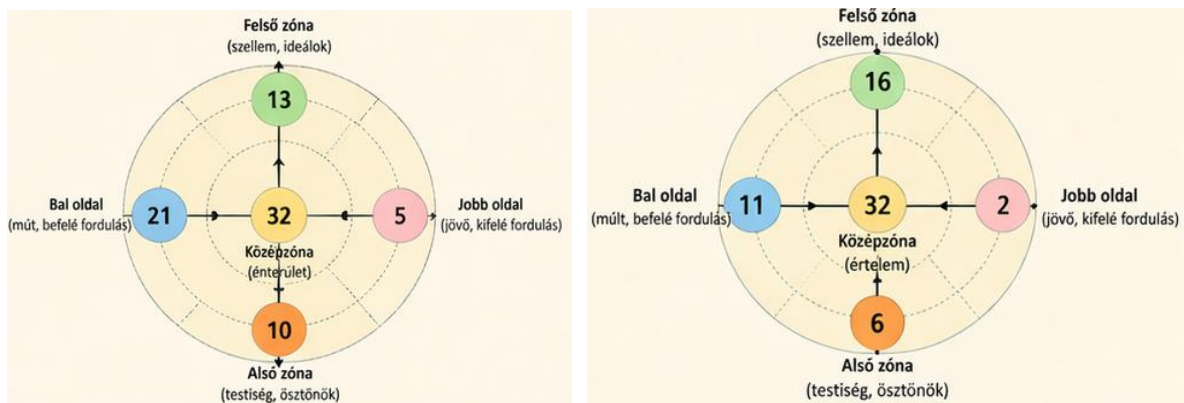 Felső zóna
(szellem, ideálok)
13
Bal oldal
(mút, befelé fordulás)
21
32
5
Jobb oldal
(jövő, kifelé fordulás)
Középzóna
(énterület)
10
Alsó zóna
(testiség, ösztönök)
Felső zóna
(szellem, ideálok)
16
Bal oldal
(múlt, befelé fordulás)
11
32
2
Jobb oldal
(jövő, kifelé fordulás)
Középzóna
(értelem)
6
Alsó zóna
(testiség, ösztönök)